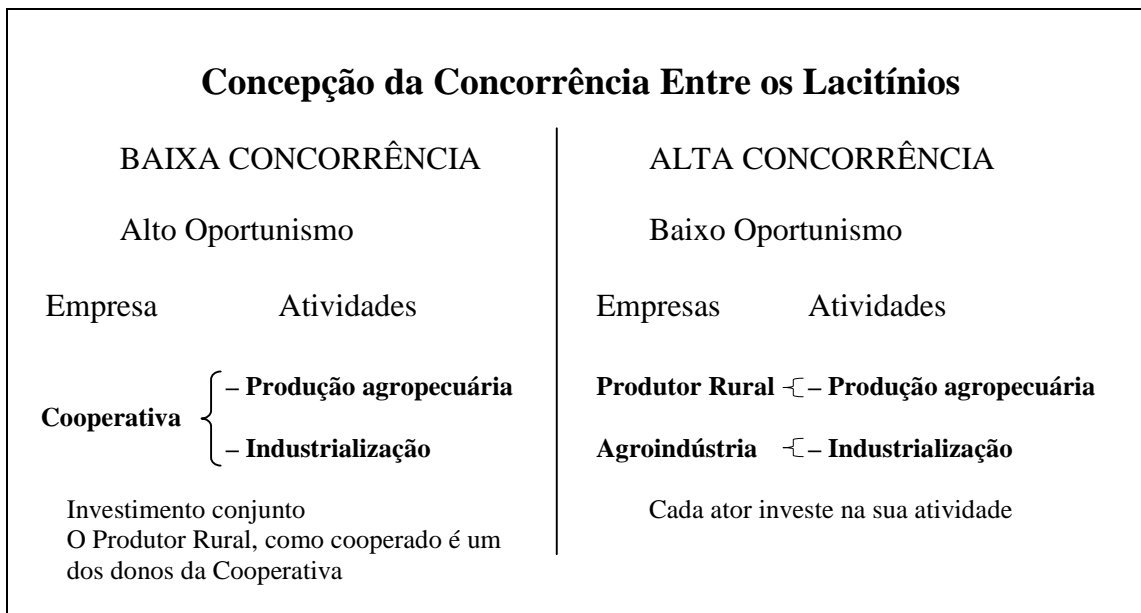 Concepção da Concorrência Entre os Lacitínios
BAIXA CONCORRÊNCIA
Alto Oportunismo
Empresa Atividades
Cooperativa
– Produção agropecuária
– Industrialização
Investimento conjunto
O Produtor Rural, como cooperado é um
dos donos da Cooperativa
ALTA CONCORRÊNCIA
Baixo Oportunismo
Empresas Atividades
Produtor Rural – Produção agropecuária
Agroindústria – Industrialização
Cada ator investe na sua atividade